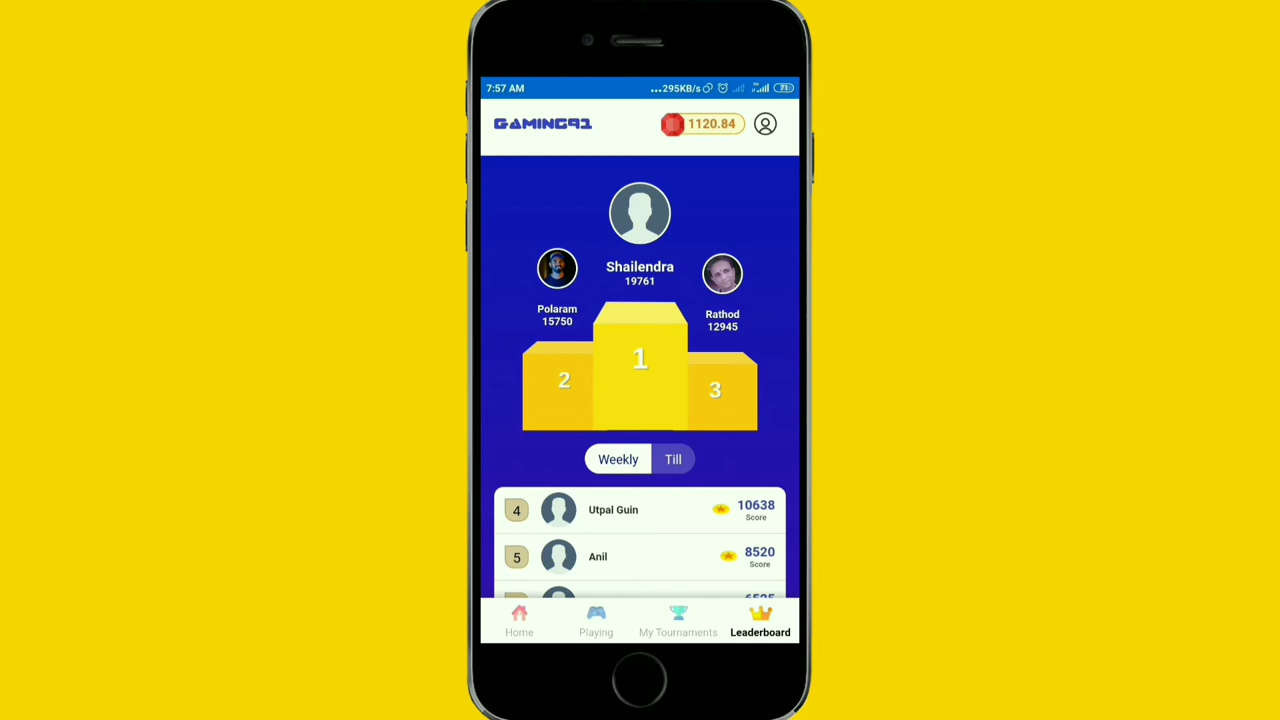 7:57 AM
...295KB/s
71
GAMING91
1120.84
Shailendra
19761
Polaram
15750
Rathod
12945
1
2
3
Weekly
Till
4
Utpal Guin
10638
Score
5
Anil
8520
Score
Home
Playing
My Tournaments
Leaderboard